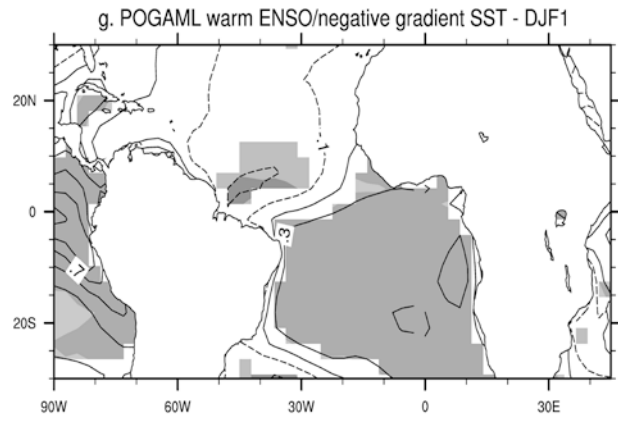 g. POGAML warm ENSO/negative gradient SST - DJF1
20N
0
20S
90W 60W 30W 0 30E
.1
.3
.7